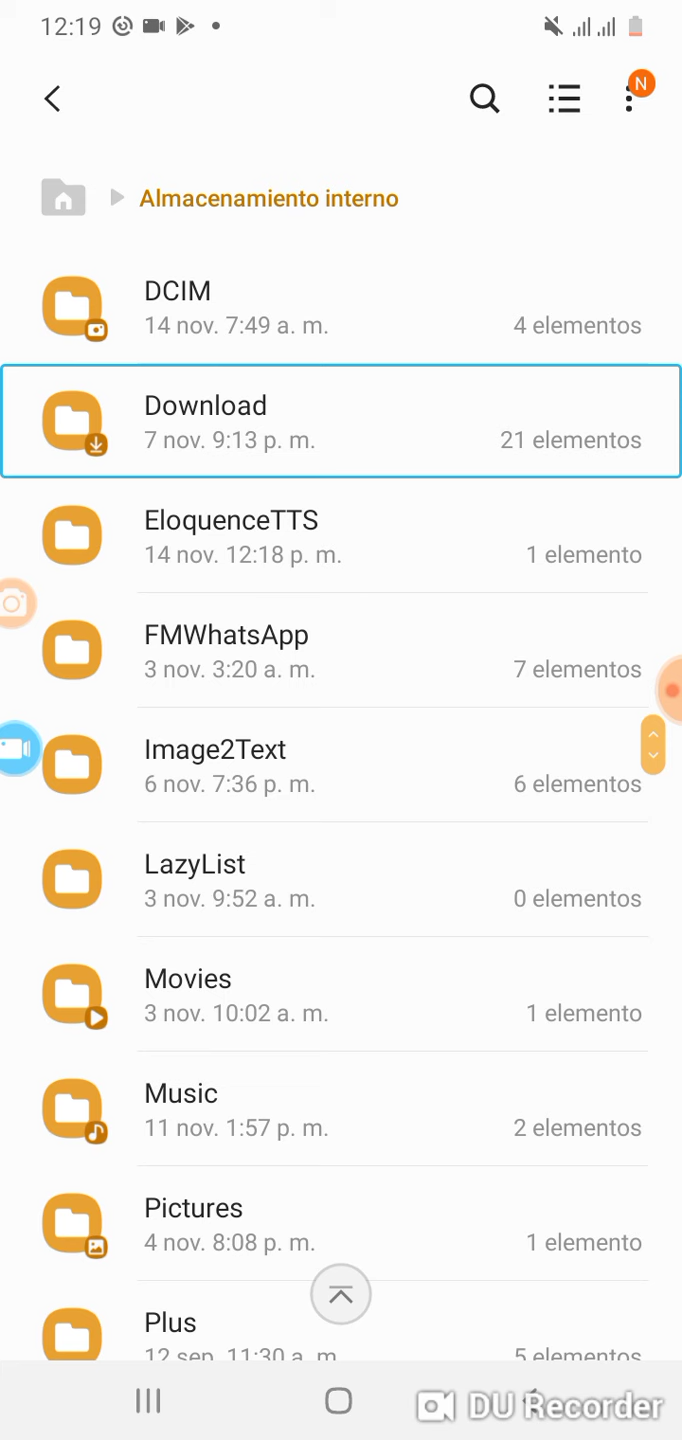 12:19
N
Almacenamiento interno
DCIM
14 nov. 7:49 a. m.
4 elementos
Download
7 nov. 9:13 p. m.
21 elementos
EloquenceTTS
14 nov. 12:18 p. m.
1 elemento
FMWhatsApp
3 nov. 3:20 a. m.
7 elementos
Image2Text
6 nov. 7:36 p. m.
6 elementos
LazyList
3 nov. 9:52 a. m.
0 elementos
Movies
3 nov. 10:02 a. m.
1 elemento
Music
11 nov. 1:57 p. m.
2 elementos
Pictures
4 nov. 8:08 p. m.
1 elemento
Plus
12 sep. 11:30 a. m.
5 elementos
DU Recorder